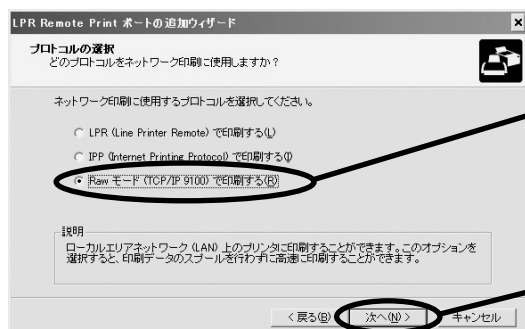 LPR Remote Print ポートの追加ウィザード
プロトコルの選択
どのプロトコルをネットワーク印刷に使用しますか?
ネットワーク印刷に使用するプロトコルを選択してください。
LPR (Line Printer Remote) で印刷する(L)
IPP (Internet Printing Protocol) で印刷する(I)
Raw モード (TCP/IP 9100) で印刷する(R)
説明
ローカルエリアネットワーク (LAN) 上のプリンタに印刷することができます。このオプションを
選択すると、印刷データのスプールを行わずに高速に印刷することができます。
< 戻る(B) 次へ(N) > キャンセル